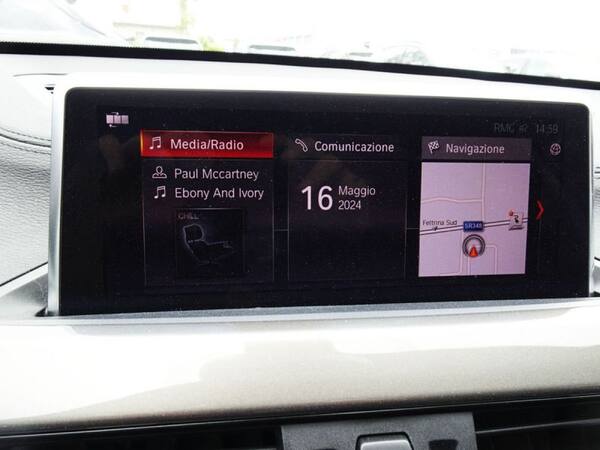 RMC 14:59
Media/Radio
Paul Mccartney
Ebony And Ivory
CHILL
Comunicazione
16 Maggio
2024
Navigazione
Feltrina Sud
SR348